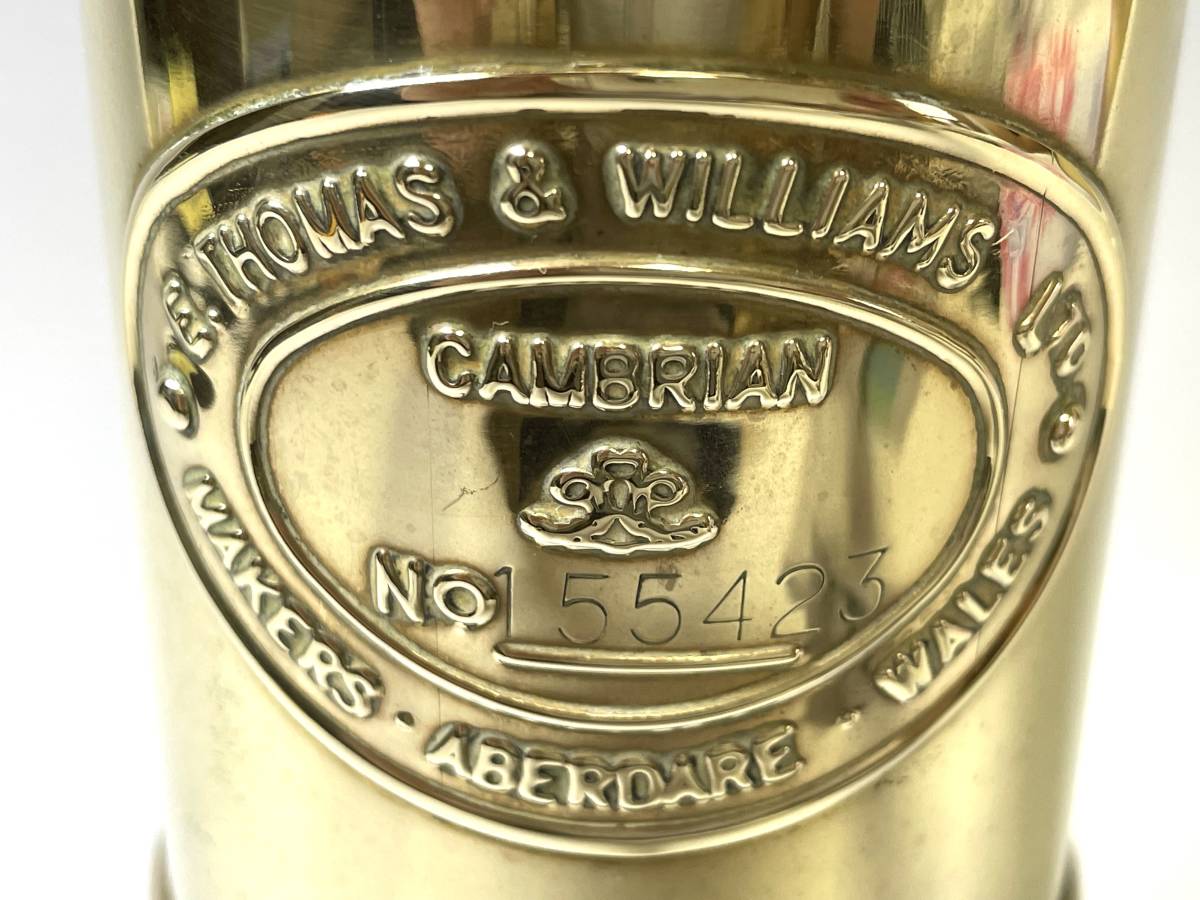 E. THOMAS & WILLIAMS LTD
CAMBRIAN
NO 155423
MAKERS · ABERDARE · WALES